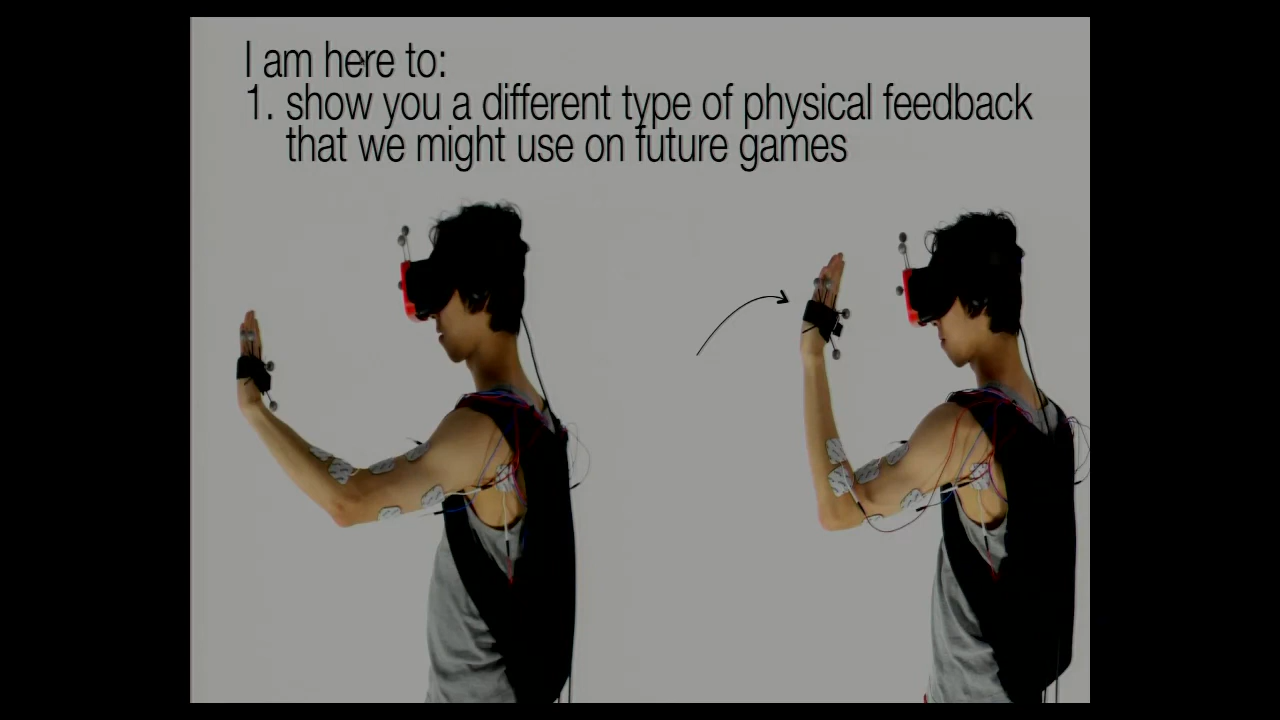 I am here to:
1. show you a different type of physical feedback
that we might use on future games